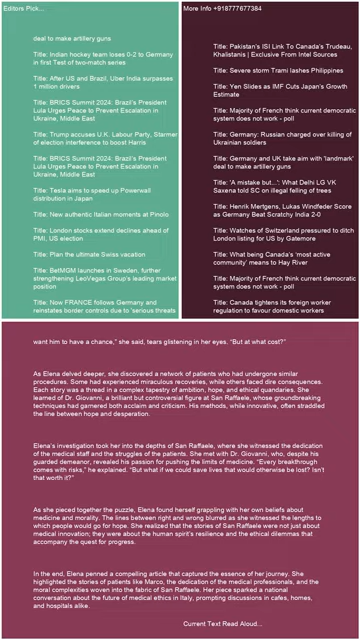 Editors Pick...
deal to make artillery guns
Title: Indian hockey team loses 0-2 to Germany
in first Test of two-match series
Title: After US and Brazil, Uber India surpasses
1 million drivers
Title: BRICS Summit 2024: Brazil's President
Lula Urges Peace to Prevent Escalation in
Ukraine, Middle East
Title: Trump accuses U.K. Labour Party, Starmer
of election interference to boost Harris
Title: BRICS Summit 2024: Brazil's President
Lula Urges Peace to Prevent Escalation in
Ukraine, Middle East
Title: Tesla aims to speed up Powerwall
distribution in Japan
Title: New authentic Italian moments at Pinolo
Title: London stocks extend declines ahead of
PMI, US election
Title: Plan the ultimate Swiss vacation
Title: BetMGM launches in Sweden, further
strengthening LeoVegas Group's leading market
position
Title: Now FRANCE follows Germany and
reinstates border controls due to 'serious threats
More Info +918777677384
Title: Pakistan's ISI Link To Canada's Trudeau,
Khalistanis | Exclusive From Intel Sources
Title: Severe storm Trami lashes Philippines
Title: Yen Slides as IMF Cuts Japan's Growth
Estimate
Title: Majority of French think current democratic
system does not work - poll
Title: Germany: Russian charged over killing of
Ukrainian soldiers
Title: Germany and UK take aim with 'landmark'
deal to make artillery guns
Title: 'A mistake but...': What Delhi LG VK
Saxena told SC on illegal felling of trees
Title: Henrik Mertgens, Lukas Windfeder Score
as Germany Beat Scratchy India 2-0
Title: Watches of Switzerland pressured to ditch
London listing for US by Gatemore
Title: What being Canada's 'most active
community' means to Hay River
Title: Majority of French think current democratic
system does not work - poll
Title: Canada tightens its foreign worker
regulation to favour domestic workers
want him to have a chance," she said, tears glistening in her eyes. "But at what cost?"
As Elena delved deeper, she discovered a network of patients who had undergone similar
procedures. Some had experienced miraculous recoveries, while others faced dire consequences.
Each story was a thread in a complex tapestry of ambition, hope, and ethical quandaries. She
learned of Dr. Giovanni, a brilliant but controversial figure at San Raffaele, whose groundbreaking
techniques had garnered both acclaim and criticism. His methods, while innovative, often straddled
the line between hope and desperation.
Elena's investigation took her into the depths of San Raffaele, where she witnessed the dedication
of the medical staff and the struggles of the patients. She met with Dr. Giovanni, who, despite his
guarded demeanor, revealed his passion for pushing the limits of medicine. "Every breakthrough
comes with risks," he explained. "But what if we could save lives that would otherwise be lost? Isn't
that worth it?"
As she pieced together the puzzle, Elena found herself grappling with her own beliefs about
medicine and morality. The lines between right and wrong blurred as she witnessed the lengths to
which people would go for hope. She realized that the stories of San Raffaele were not just about
medical innovation; they were about the human spirit's resilience and the ethical dilemmas that
accompany the quest for progress.
In the end, Elena penned a compelling article that captured the essence of her journey. She
highlighted the stories of patients like Marco, the dedication of the medical professionals, and the
moral complexities woven into the fabric of San Raffaele. Her piece sparked a national
conversation about the future of medical ethics in Italy, prompting discussions in cafes, homes,
and hospitals alike.
Current Text Read Aloud...